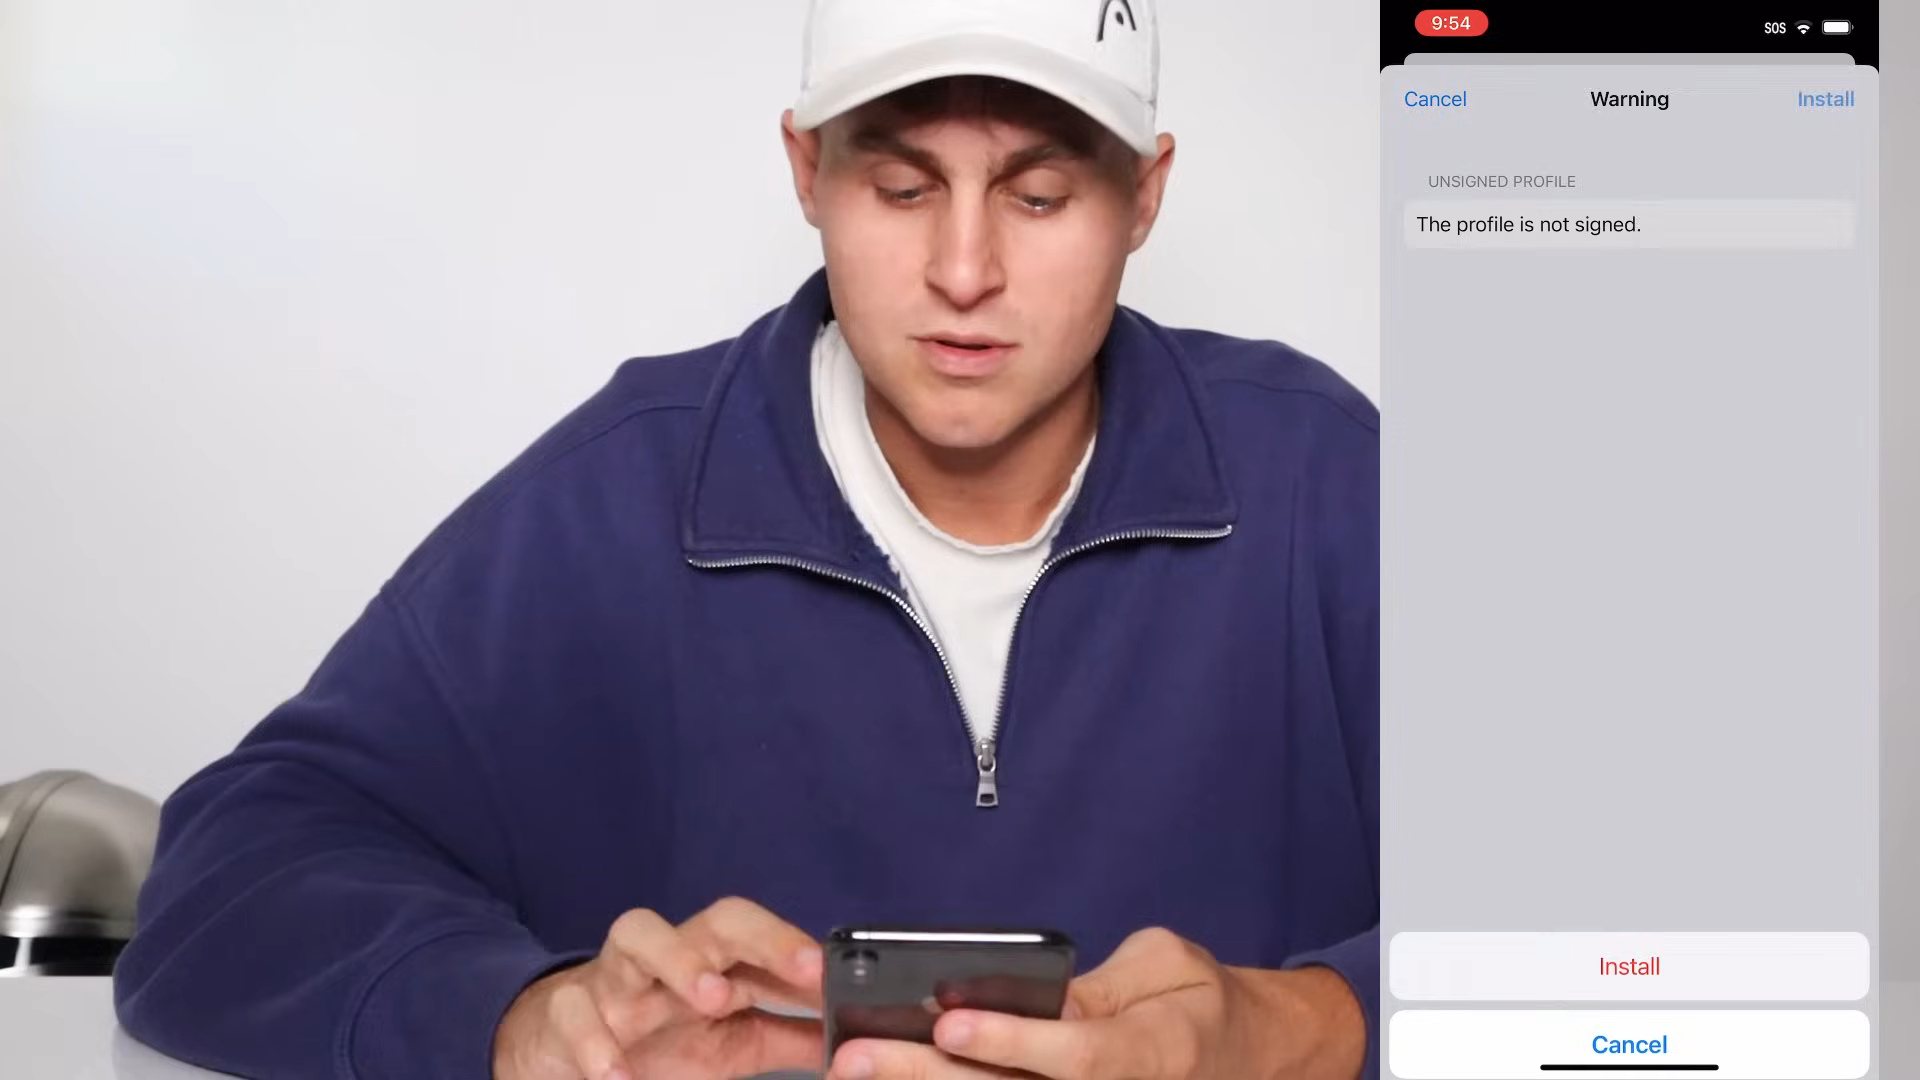 9:54
SOS
Cancel
Warning
Install
UNSIGNED PROFILE
The profile is not signed.
Install
Cancel